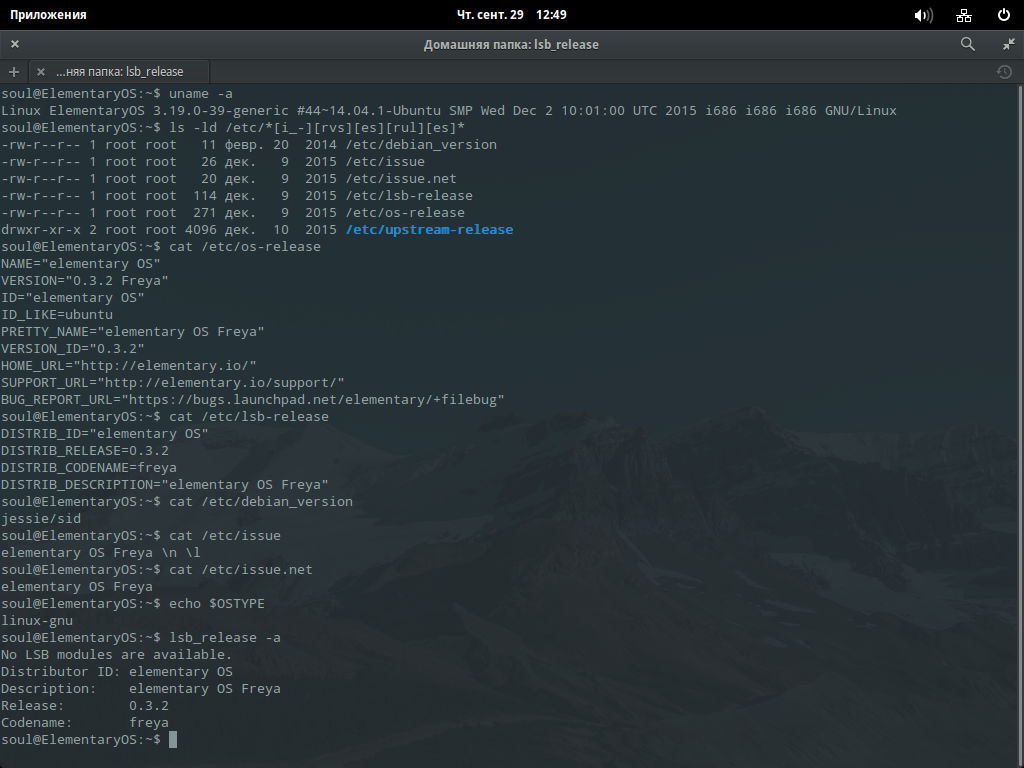 Приложения
Чт. сент. 29 12:49
Домашняя папка: lsb_release
...няя папка: lsb_release
soul@ElementaryOS:~$ uname -a
Linux ElementaryOS 3.19.0-39-generic #44~14.04.1-Ubuntu SMP Wed Dec 2 10:01:00 UTC 2015 i686 i686 i686 GNU/Linux
soul@ElementaryOS:~$ ls -ld /etc/*[i_-][rvs][es][rul][es]*
-rw-r--r-- 1 root root   11 февр. 20  2014 /etc/debian_version
-rw-r--r-- 1 root root   26 дек.   9  2015 /etc/issue
-rw-r--r-- 1 root root   20 дек.   9  2015 /etc/issue.net
-rw-r--r-- 1 root root  114 дек.   9  2015 /etc/lsb-release
-rw-r--r-- 1 root root  271 дек.   9  2015 /etc/os-release
drwxr-xr-x 2 root root 4096 дек.  10  2015 /etc/upstream-release
soul@ElementaryOS:~$ cat /etc/os-release
NAME="elementary OS"
VERSION="0.3.2 Freya"
ID="elementary OS"
ID_LIKE=ubuntu
PRETTY_NAME="elementary OS Freya"
VERSION_ID="0.3.2"
HOME_URL="http://elementary.io/"
SUPPORT_URL="http://elementary.io/support/"
BUG_REPORT_URL="https://bugs.launchpad.net/elementary/+filebug"
soul@ElementaryOS:~$ cat /etc/lsb-release
DISTRIB_ID="elementary OS"
DISTRIB_RELEASE=0.3.2
DISTRIB_CODENAME=freya
DISTRIB_DESCRIPTION="elementary OS Freya"
soul@ElementaryOS:~$ cat /etc/debian_version
jessie/sid
soul@ElementaryOS:~$ cat /etc/issue
elementary OS Freya \n \l
soul@ElementaryOS:~$ cat /etc/issue.net
elementary OS Freya
soul@ElementaryOS:~$ echo $OSTYPE
linux-gnu
soul@ElementaryOS:~$ lsb_release -a
No LSB modules are available.
Distributor ID: elementary OS
Description:    elementary OS Freya
Release:        0.3.2
Codename:       freya
soul@ElementaryOS:~$